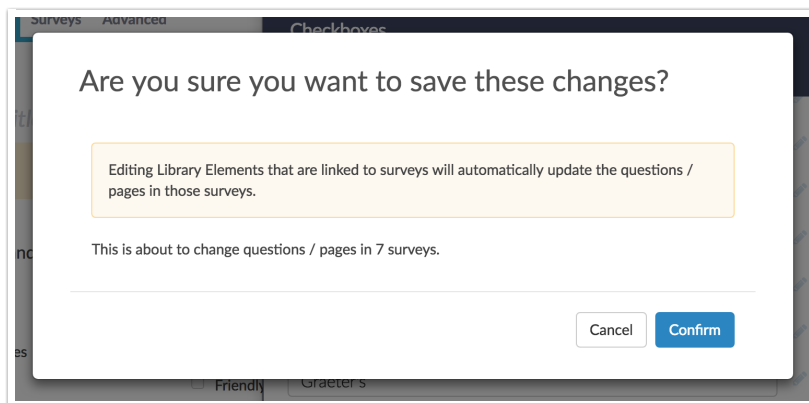 Surveys Advanced
Checkboxes
Are you sure you want to save these changes?
Editing Library Elements that are linked to surveys will automatically update the questions /
pages in those surveys.
This is about to change questions / pages in 7 surveys.
Cancel Confirm
Friendly
Graeter's